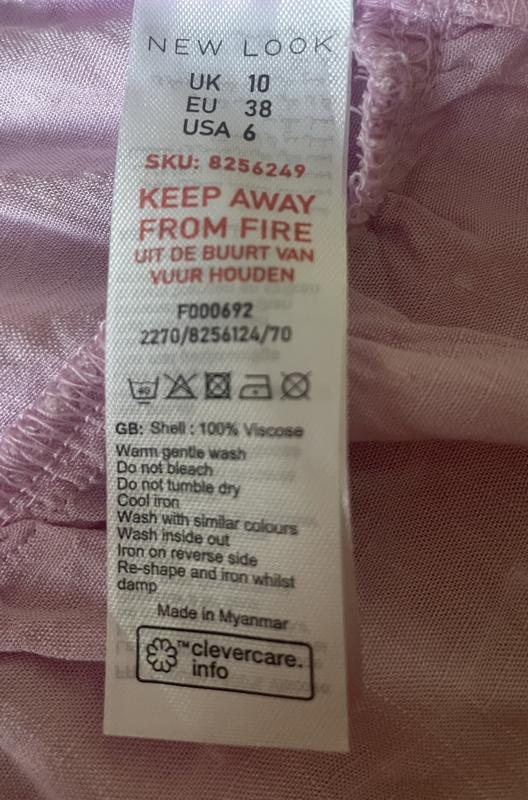 NEW LOOK
UK 10
EU 38
USA 6
SKU: 8256249
KEEP AWAY
FROM FIRE
UIT DE BUURT VAN
VUUR HOUDEN
F000692
2270/8256124/70
40
GB: Shell : 100% Viscose
Warm gentle wash
Do not bleach
Do not tumble dry
Cool iron
Wash with similar colours
Wash inside out
Iron on reverse side
Re-shape and iron whilst
damp
Made in Myanmar
™clevercare.
info